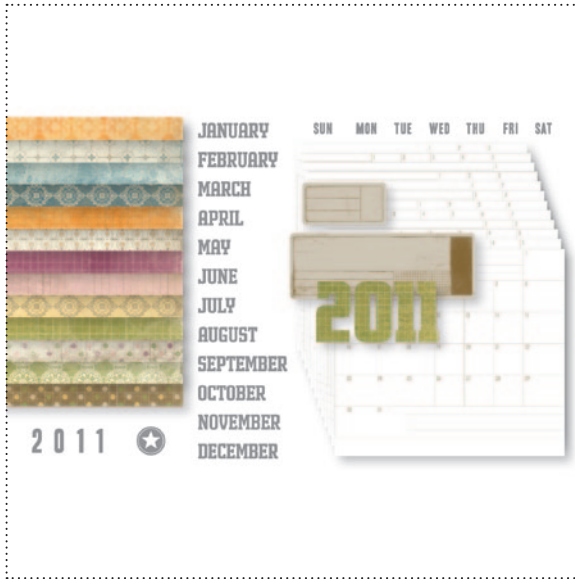 JANUARY
FEBRUARY
MARCH
APRIL
MAY
JUNE
JULY
AUGUST
SEPTEMBER
OCTOBER
NOVEMBER
DECEMBER
2011
SUN MON TUE WED THU FRI SAT
2011